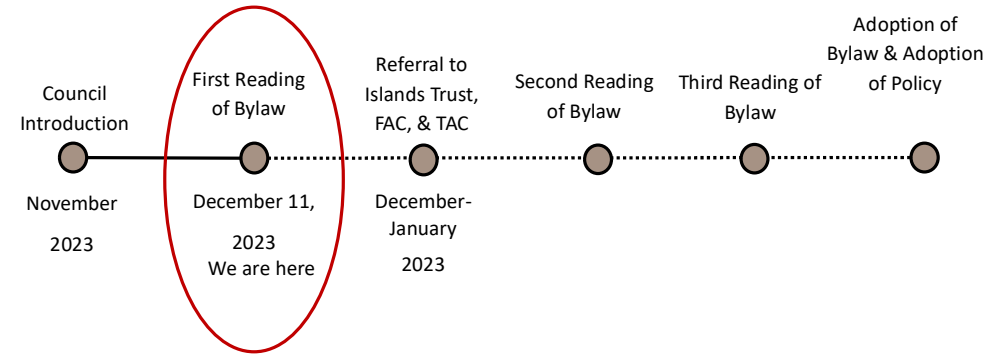 Council
Introduction
November
2023
First Reading
of Bylaw
December 11,
2023
We are here
Referral to
Islands Trust,
FAC, & TAC
December-
January
2023
Second Reading
of Bylaw
Third Reading of
Bylaw
Adoption of
Bylaw & Adoption
of Policy